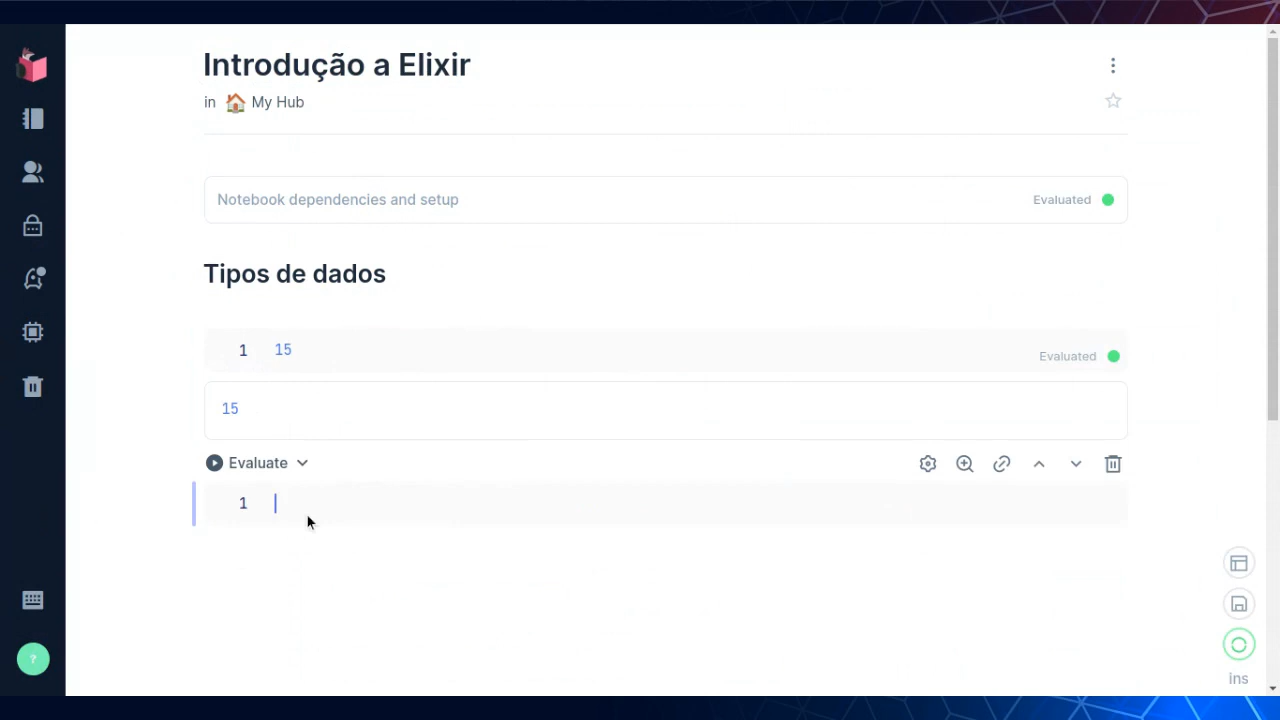 Introdução a Elixir
in 🏠 My Hub
Notebook dependencies and setup Evaluated
Tipos de dados
1 15
Evaluated
15
Evaluate
1
ins
?